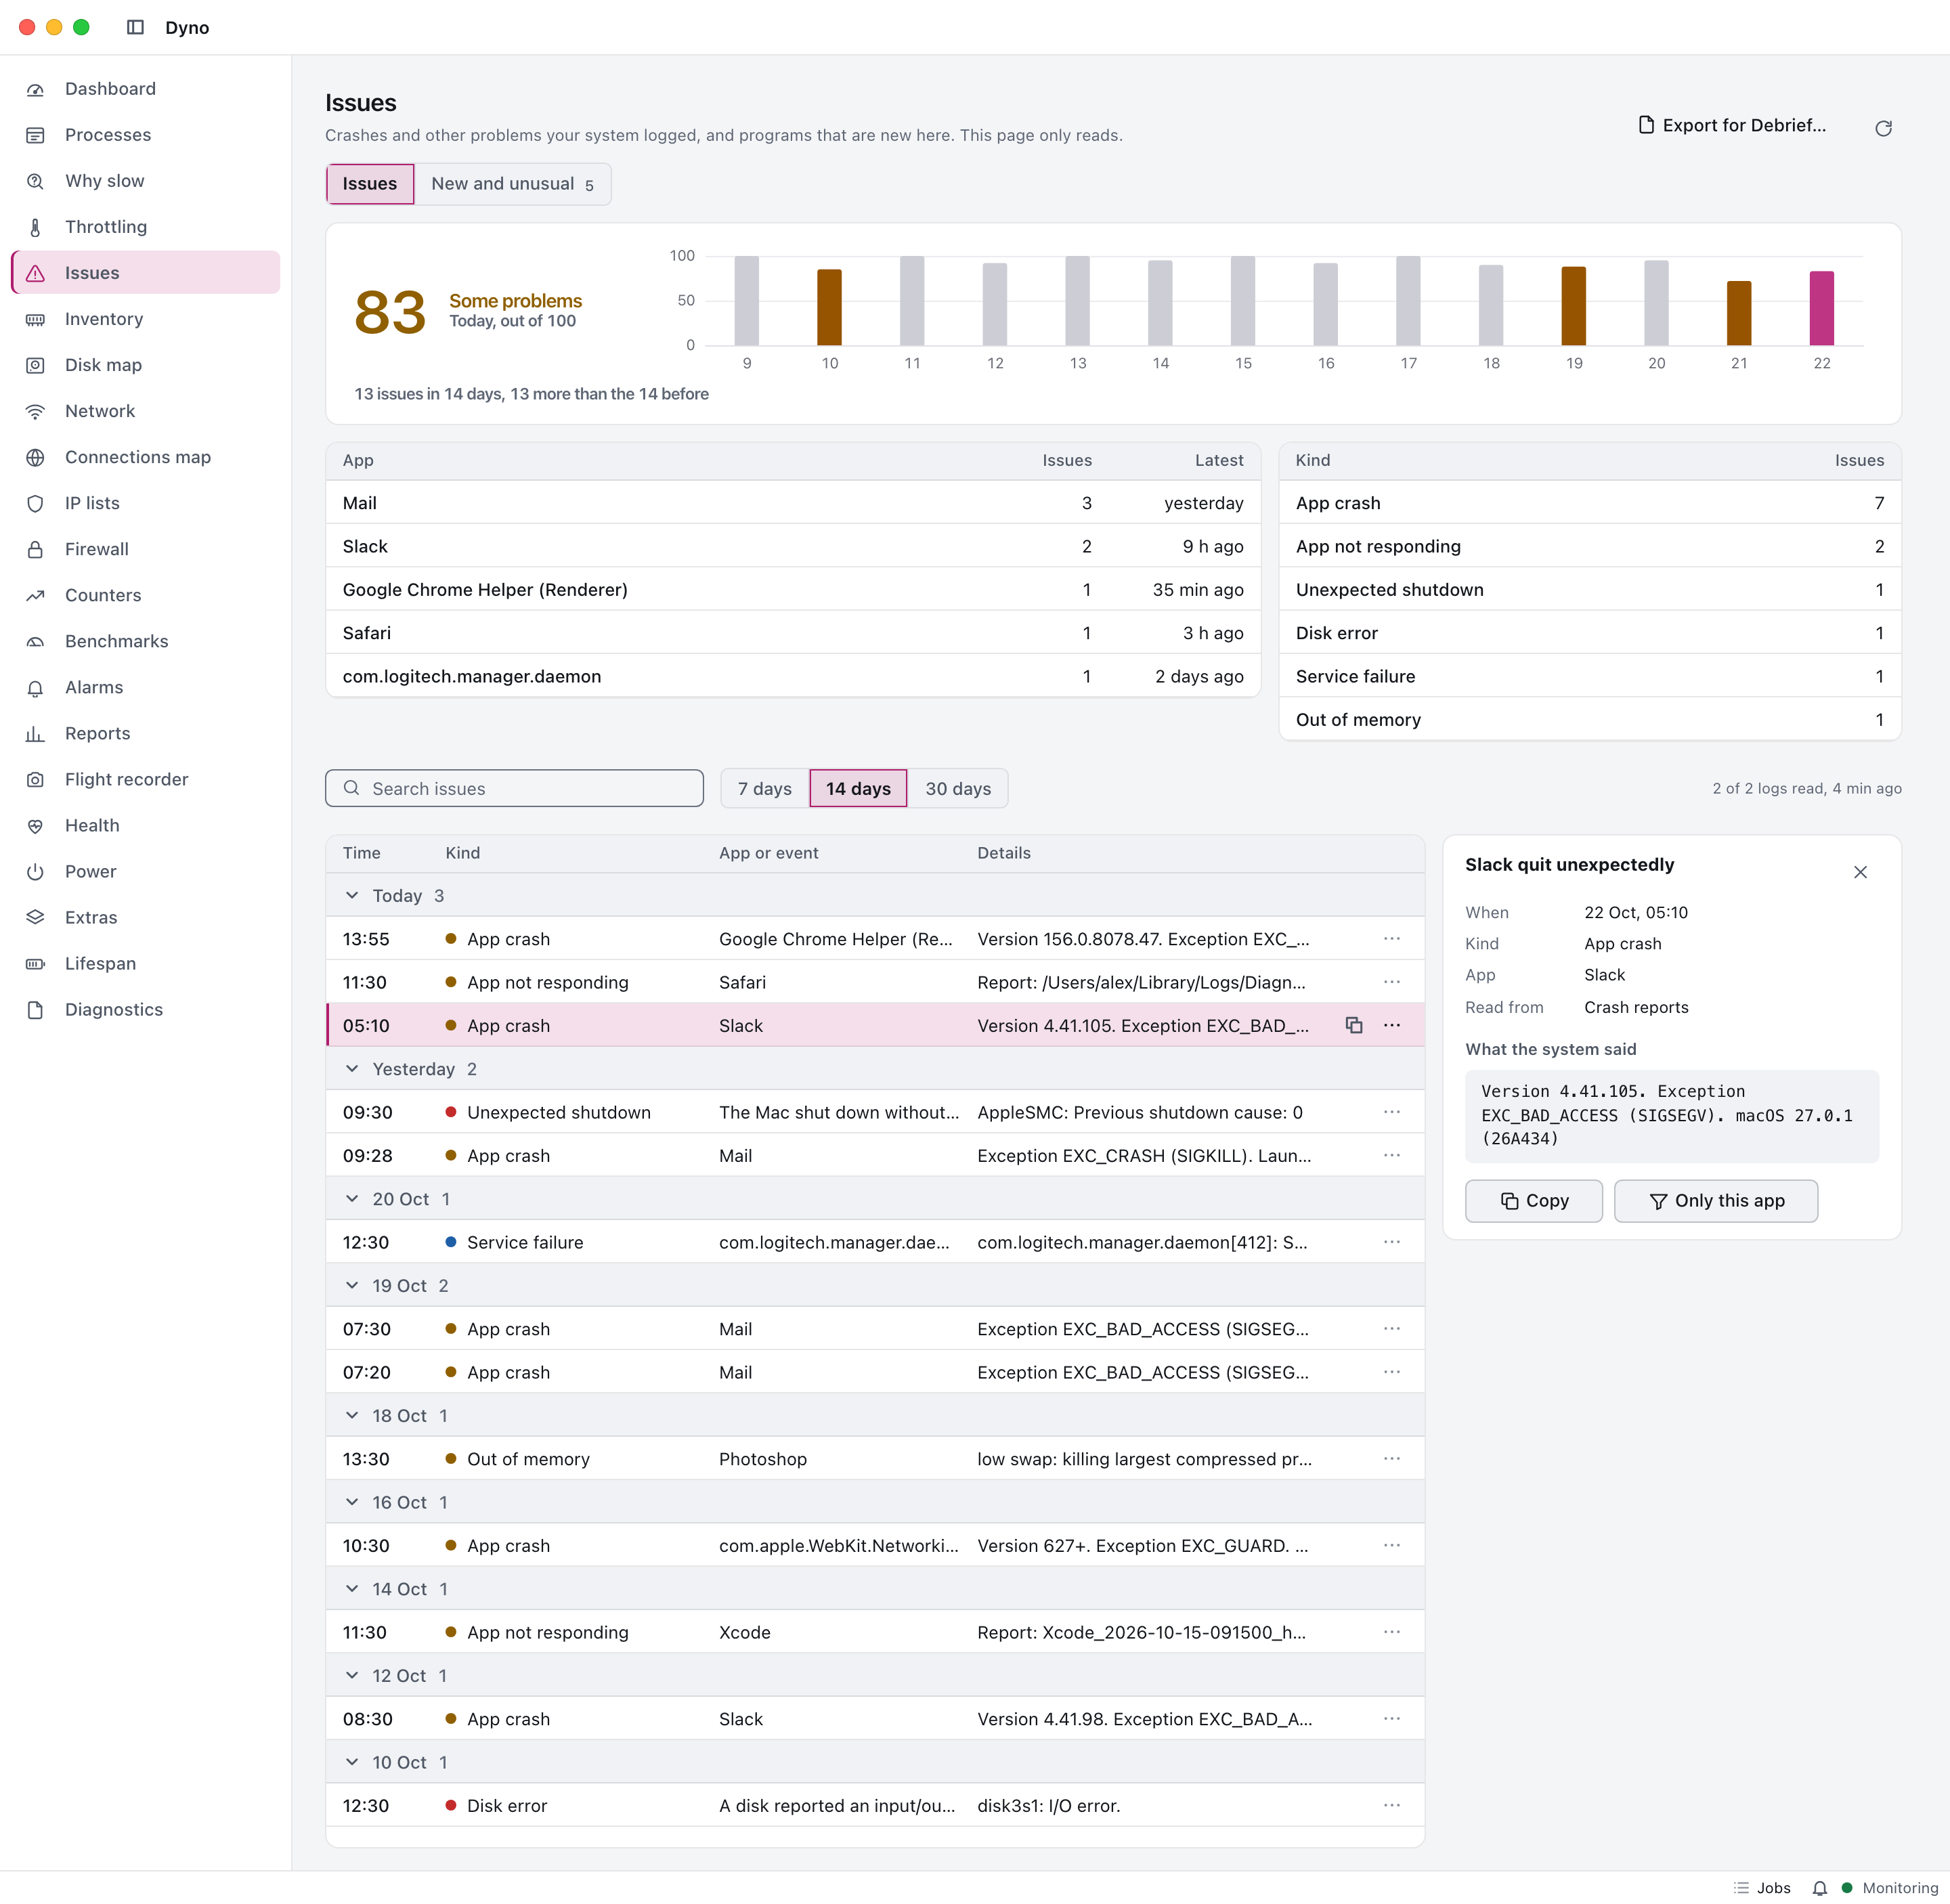 Dyno
Dashboard
Processes
Why slow
Throttling
Issues
Inventory
Disk map
Network
Connections map
IP lists
Firewall
Counters
Benchmarks
Alarms
Reports
Flight recorder
Health
Power
Extras
Lifespan
Diagnostics
Issues
Crashes and other problems your system logged, and programs that are new here. This page only reads.
Export for Debrief...
Issues
New and unusual 5
83
Some problems
Today, out of 100
100
50
0
9 10 11 12 13 14 15 16 17 18 19 20 21 22
13 issues in 14 days, 13 more than the 14 before
App Issues Latest
Mail 3 yesterday
Slack 2 9 h ago
Google Chrome Helper (Renderer) 1 35 min ago
Safari 1 3 h ago
com.logitech.manager.daemon 1 2 days ago
Kind Issues
App crash 7
App not responding 2
Unexpected shutdown 1
Disk error 1
Service failure 1
Out of memory 1
Search issues
7 days 14 days 30 days
2 of 2 logs read, 4 min ago
Time Kind App or event Details
Today 3
13:55 App crash Google Chrome Helper (Re... Version 156.0.8078.47. Exception EXC_...
11:30 App not responding Safari Report: /Users/alex/Library/Logs/Diagn...
05:10 App crash Slack Version 4.41.105. Exception EXC_BAD_...
Yesterday 2
09:30 Unexpected shutdown The Mac shut down without... AppleSMC: Previous shutdown cause: 0
09:28 App crash Mail Exception EXC_CRASH (SIGKILL). Laun...
20 Oct 1
12:30 Service failure com.logitech.manager.dae... com.logitech.manager.daemon[412]: S...
19 Oct 2
07:30 App crash Mail Exception EXC_BAD_ACCESS (SIGSEG...
07:20 App crash Mail Exception EXC_BAD_ACCESS (SIGSEG...
18 Oct 1
13:30 Out of memory Photoshop low swap: killing largest compressed pr...
16 Oct 1
10:30 App crash com.apple.WebKit.Networki... Version 627+. Exception EXC_GUARD. ...
14 Oct 1
11:30 App not responding Xcode Report: Xcode_2026-10-15-091500_h...
12 Oct 1
08:30 App crash Slack Version 4.41.98. Exception EXC_BAD_A...
10 Oct 1
12:30 Disk error A disk reported an input/ou... disk3s1: I/O error.
Slack quit unexpectedly
When 22 Oct, 05:10
Kind App crash
App Slack
Read from Crash reports
What the system said
Version 4.41.105. Exception
EXC_BAD_ACCESS (SIGSEGV). macOS 27.0.1
(26A434)
Copy
Only this app
Jobs
Monitoring